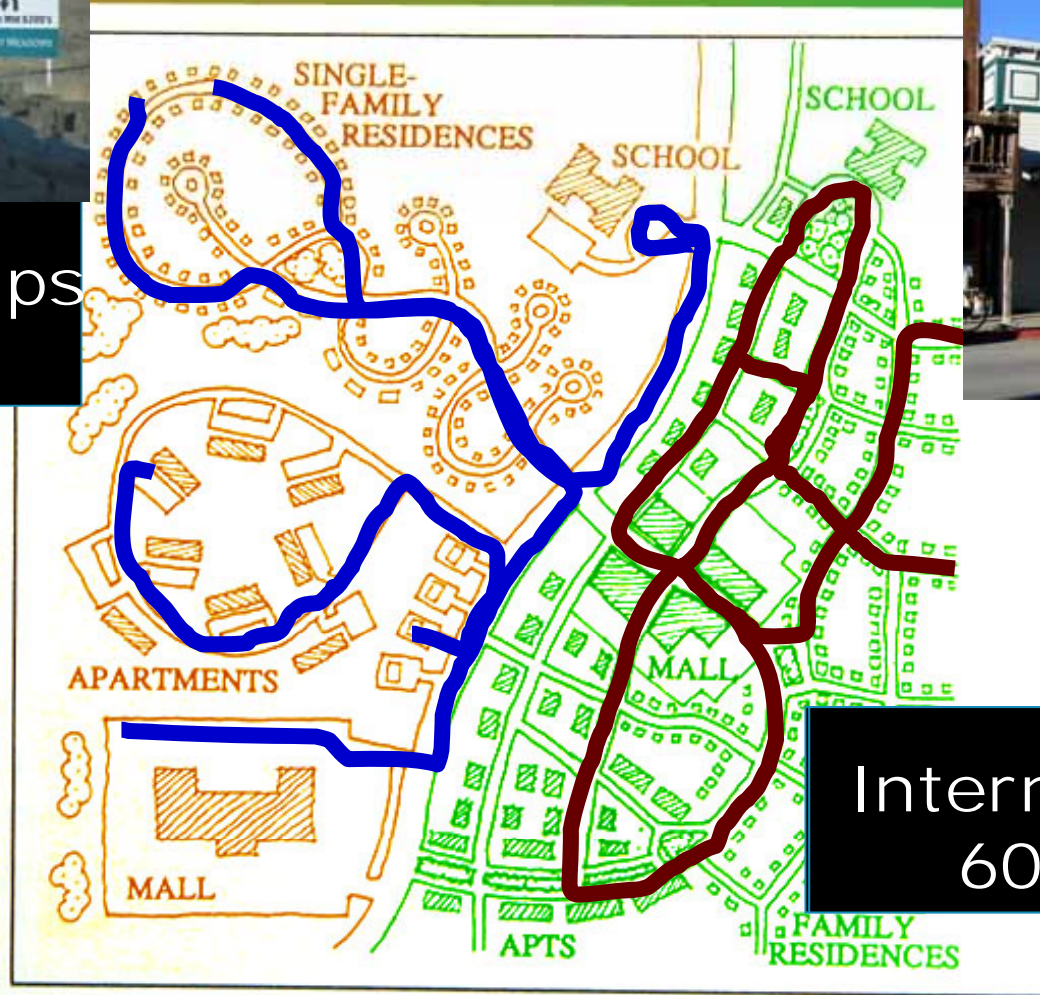 SINGLE-
FAMILY
RESIDENCES
SCHOOL
SCHOOL
ps
APARTMENTS
MALL
MALL
Intern
60
APTS
FAMILY
RESIDENCES